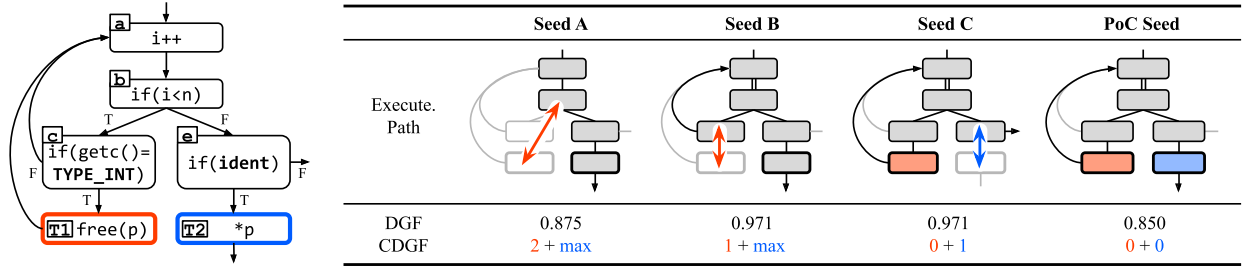 a
i++
b
if(i<n)
T
F
c
if(getc()=
TYPE_INT)
e
if(ident)
F
F
T
T
T1 free(p)
T2 *p
Seed A Seed B Seed C PoC Seed
Execute.
Path
DGF 0.875 0.971 0.971 0.850
CDGF 2 + max 1 + max 0 + 1 0 + 0